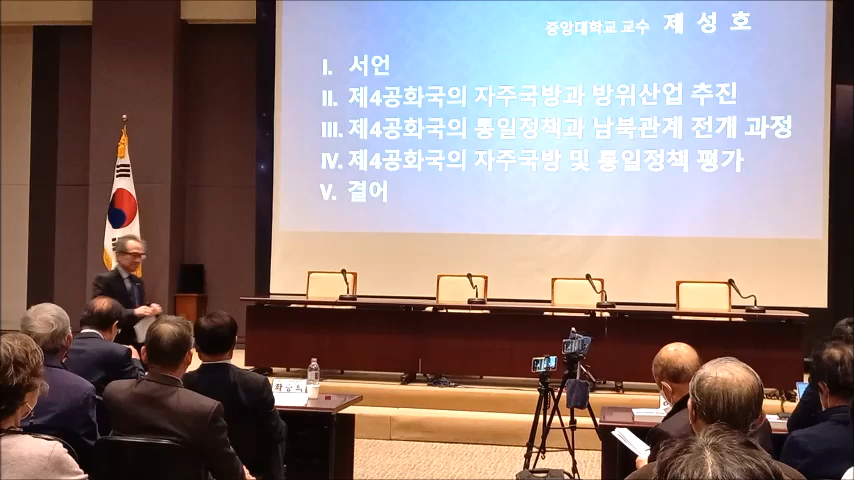 중앙대학교 교수 제 성 호
I. 서언
II. 제4공화국의 자주국방과 방위산업 추진
III. 제4공화국의 통일정책과 남북관계 전개 과정
IV. 제4공화국의 자주국방 및 통일정책 평가
V. 결어